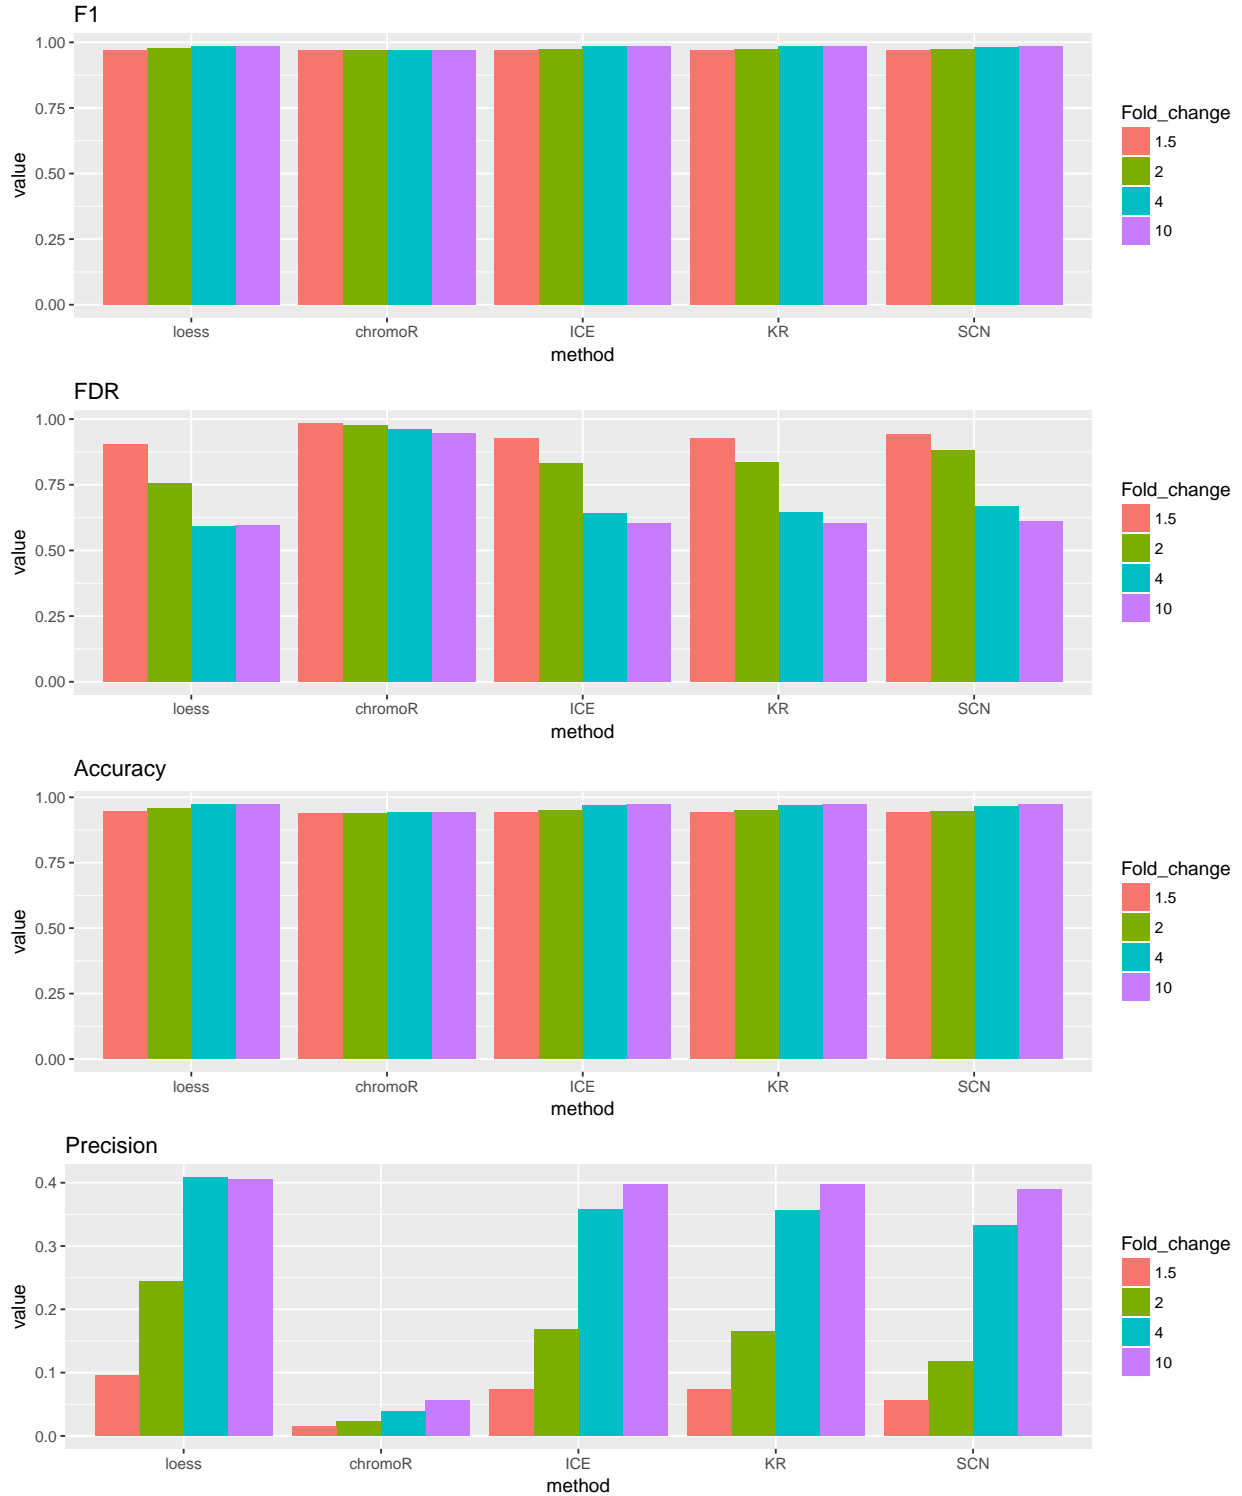 F1
1.00
0.75
0.50
0.25
0.00
value
loess chromoR ICE KR SCN
method
Fold_change
1.5
2
4
10
FDR
1.00
0.75
0.50
0.25
0.00
value
loess chromoR ICE KR SCN
method
Fold_change
1.5
2
4
10
Accuracy
1.00
0.75
0.50
0.25
0.00
value
loess chromoR ICE KR SCN
method
Fold_change
1.5
2
4
10
Precision
0.4
0.3
0.2
0.1
0.0
value
loess chromoR ICE KR SCN
method
Fold_change
1.5
2
4
10